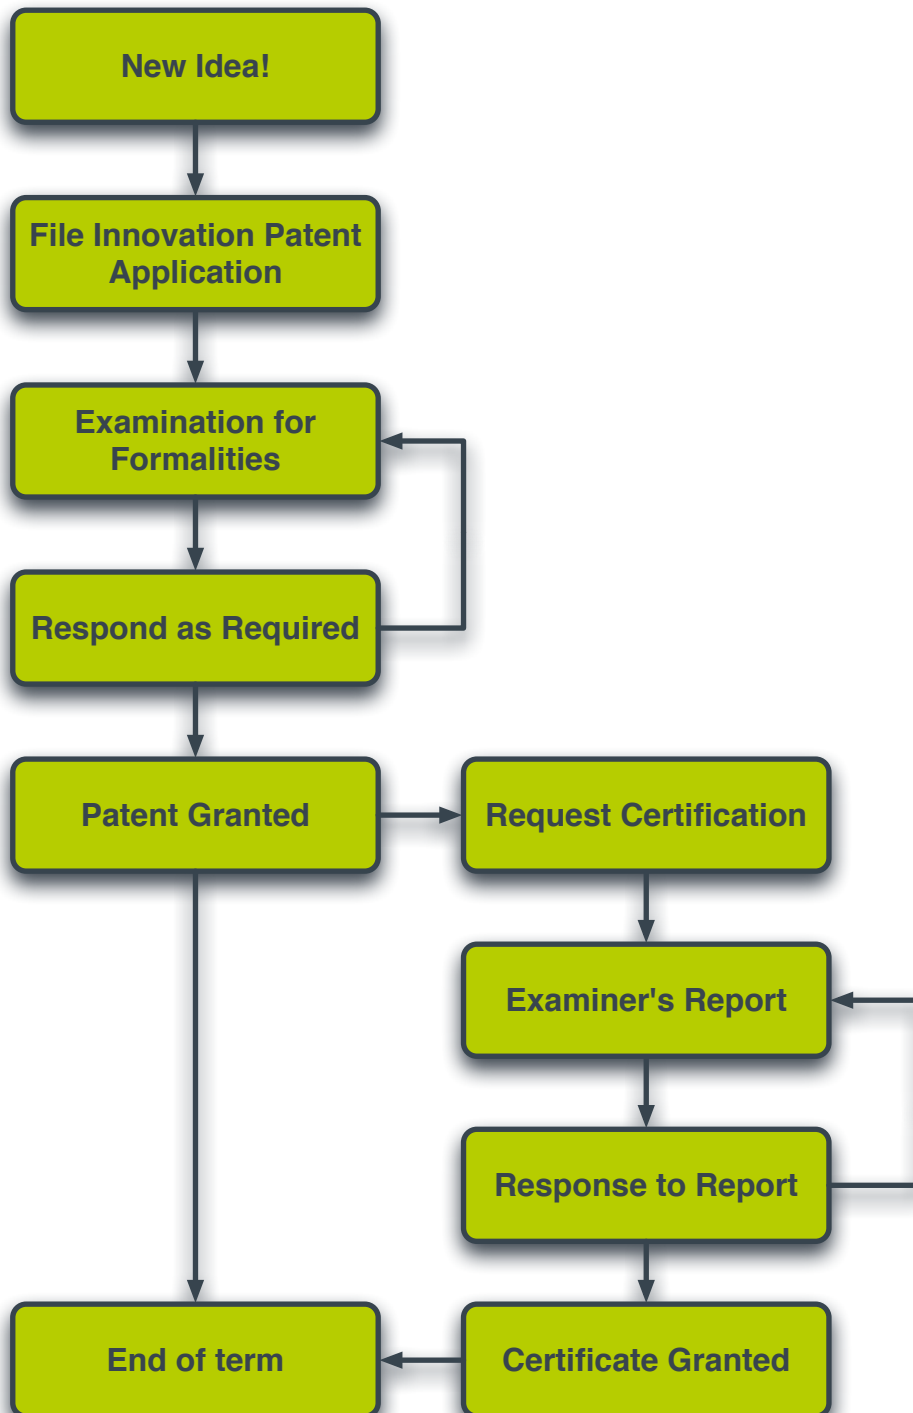 New Idea!
File Innovation Patent
Application
Examination for
Formalities
Respond as Required
Patent Granted
Request Certification
Examiner's Report
Response to Report
End of term
Certificate Granted